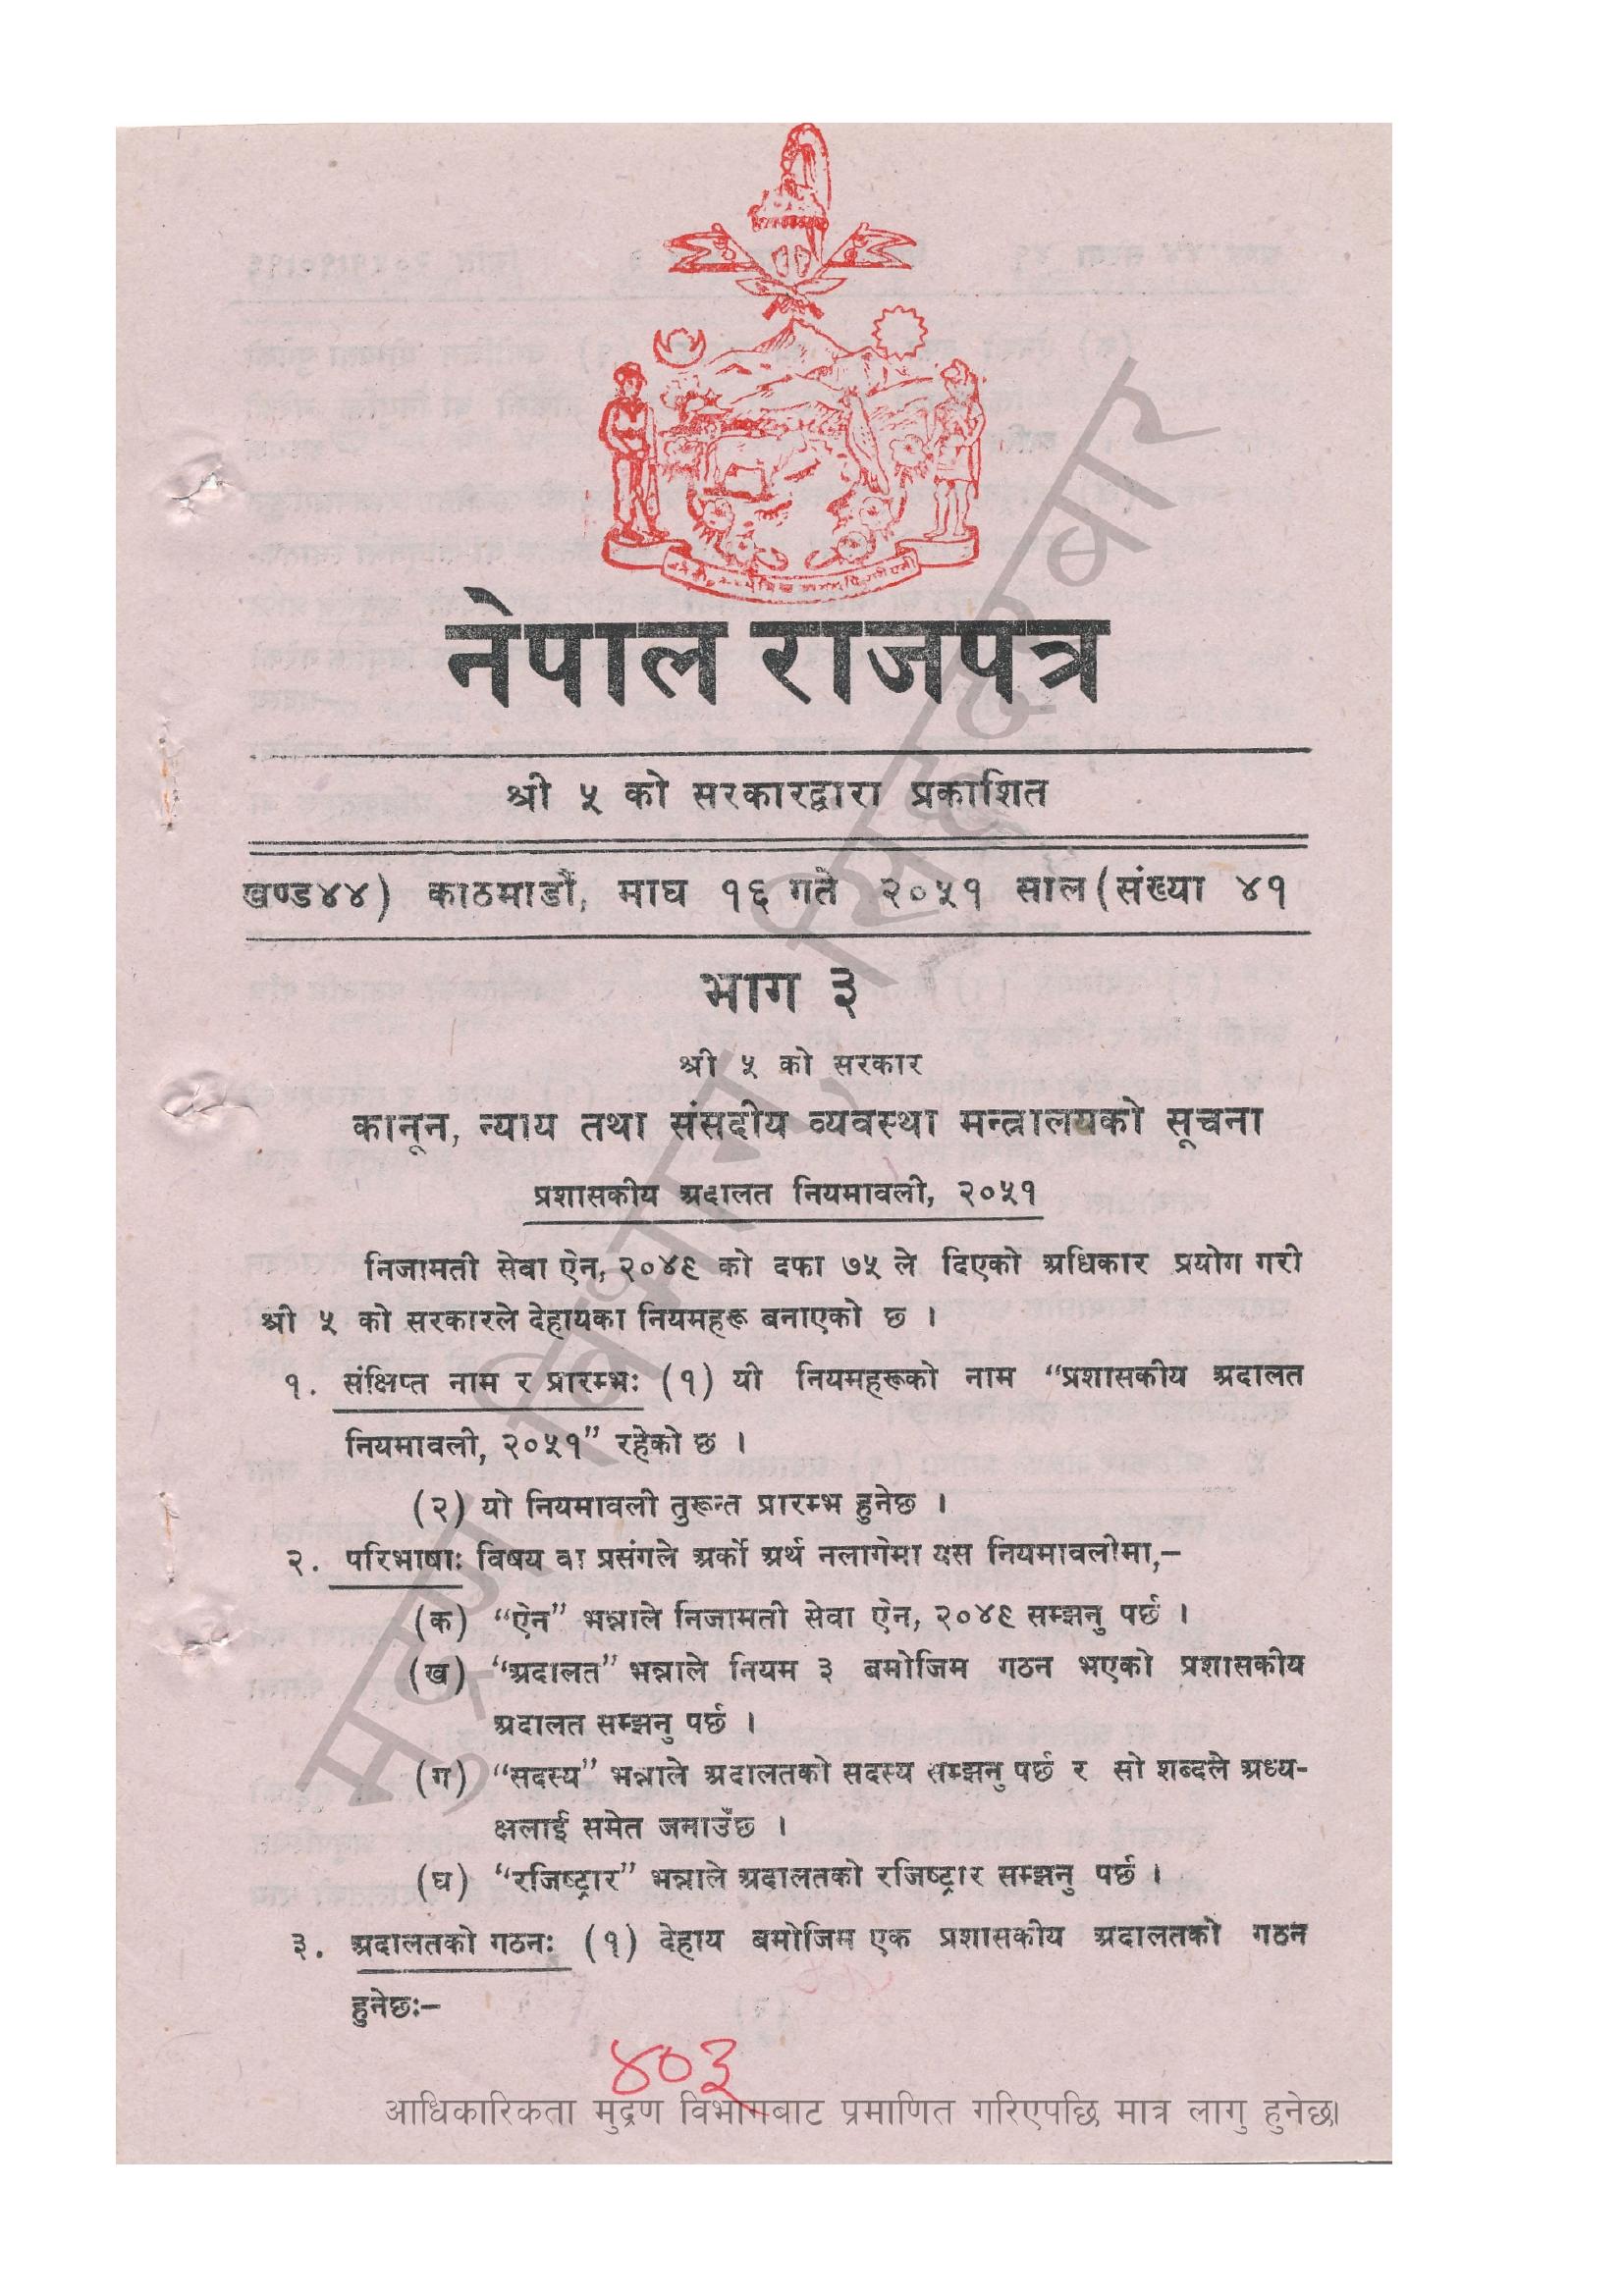 नेपाल राजपत्र
श्री ५ को सरकारद्वारा प्रकाशित
खण्ड ४४) काठमाडौं, माघ १६ गते २०५१ साल (संख्या ४१
भाग ३
श्री ५ को सरकार
कानून, न्याय तथा संसदीय व्यवस्था मन्त्रालयको सूचना
प्रशासकीय अदालत नियमावली, २०५१
निजामती सेवा ऐन, २०४९ को दफा ७५ ले दिएको अधिकार प्रयोग गरी
श्री ५ को सरकारले देहायका नियमहरू बनाएको छ ।
१. संक्षिप्त नाम र प्रारम्भः (१) यी नियमहरूको नाम “प्रशासकीय अदालत
नियमावली, २०५१” रहेको छ ।
(२) यो नियमावली तुरून्त प्रारम्भ हुनेछ ।
२. परिभाषाः विषय वा प्रसंगले अर्को अर्थ नलागेमा यस नियमावलीमा,–
(क) “ऐन” भन्नाले निजामती सेवा ऐन, २०४९ सम्झनु पर्छ ।
(ख) “अदालत” भन्नाले नियम ३ बमोजिम गठन भएको प्रशासकीय
अदालत सम्झनु पर्छ ।
(ग) “सदस्य” भन्नाले अदालतको सदस्य सम्झनु पर्छ र सो शब्दले अध्य-
क्षलाई समेत जमाउँछ ।
(घ) “रजिष्ट्रार” भन्नाले अदालतको रजिष्ट्रार सम्झनु पर्छ ।
३. अदालतको गठनः (१) देहाय बमोजिम एक प्रशासकीय अदालतको गठन
हुनेछः–
४०३
आधिकारिकता मुद्रण विभागबाट प्रमाणित गरिएपछि मात्र लागु हुनेछ।
मुद्रण विभाग, सिंहदरबार